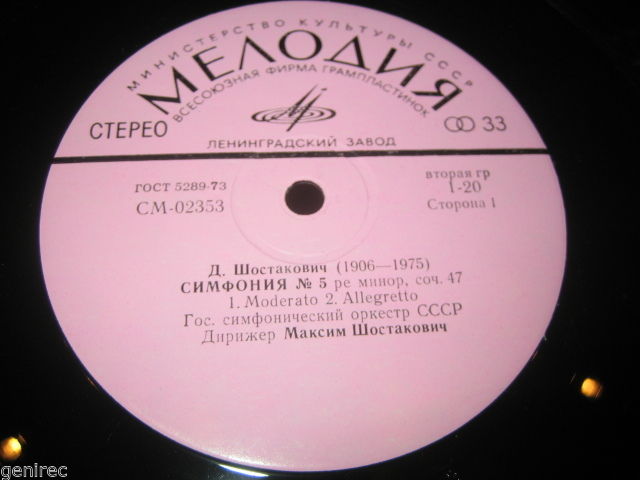 МИНИСТЕРСТВО КУЛЬТУРЫ СССР
МЕЛОДИЯ
ВСЕСОЮЗНАЯ ФИРМА ГРАМПЛАСТИНОК
СТЕРЕО
33
ЛЕНИНГРАДСКИЙ ЗАВОД
ГОСТ 5289-73
СМ-02353
вторая гр
1-20
Сторона 1
Д. Шостакович (1906—1975)
СИМФОНИЯ № 5 ре минор, соч. 47
1. Moderato 2. Allegretto
Гос. симфонический оркестр СССР
Дирижер Максим Шостакович
genirec